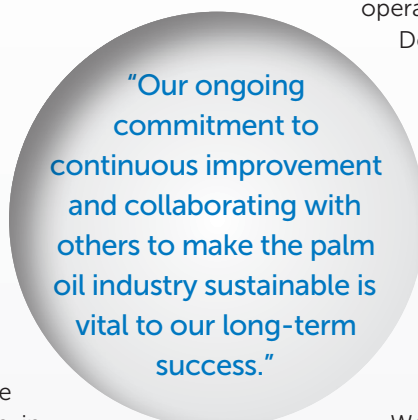 opera
D
"Our ongoing
commitment to
continuous improvement
and collaborating with
others to make the palm
oil industry sustainable is
vital to our long-term
success."
e
W